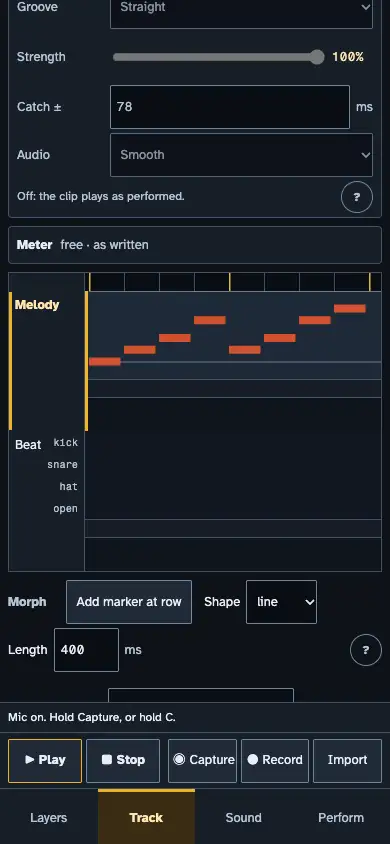 Groove Straight
Strength 100%
Catch ± 78 ms
Audio Smooth
Off: the clip plays as performed. ?
Meter free · as written
Melody
Beat kick
snare
hat
open
Morph Add marker at row Shape line
Length 400 ms ?
Mic on. Hold Capture, or hold C.
Play Stop Capture Record Import
Layers Track Sound Perform